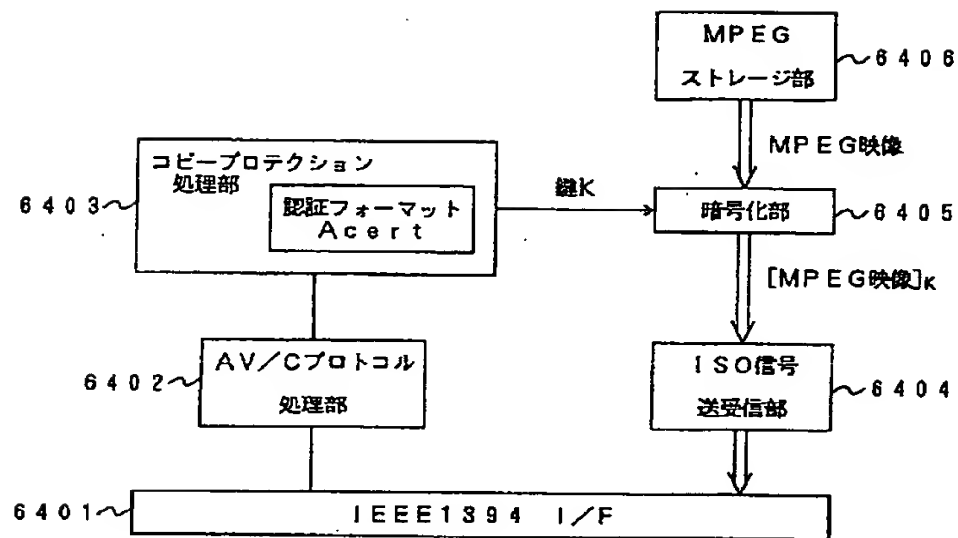 MPEG
ストレージ部
6406
MPEG映像
コピープロテクション
処理部
認証フォーマット
Acert
6403
鍵K
暗号化部
6405
[MPEG映像]K
AV/Cプロトコル
処理部
6402
ISO信号
送受信部
6404
6401
IEEE1394 I/F